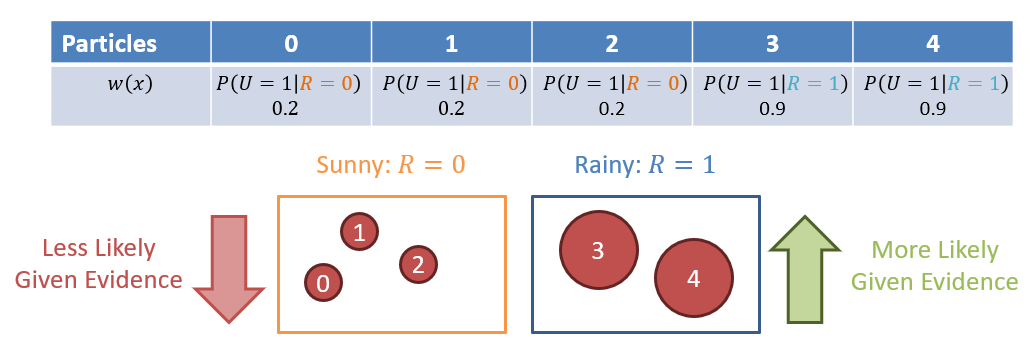 Particles 0 1 2 3 4
w(x) P(U = 1|R = 0) P(U = 1|R = 0) P(U = 1|R = 0) P(U = 1|R = 1) P(U = 1|R = 1)
0.2 0.2 0.2 0.9 0.9
Sunny: R = 0 Rainy: R = 1
Less Likely
Given Evidence
1
2
0
3
4
More Likely
Given Evidence